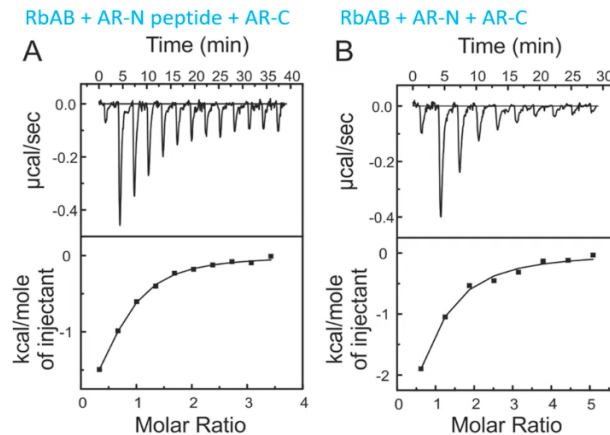 RbAB + AR-N peptide + AR-C
RbAB + AR-N + AR-C
A
Time (min)
0 5 10 15 20 25 30 35 40
0.0
-0.2
-0.4
µcal/sec
0
-1
kcal/mole
of injectant
0 1 2 3 4
Molar Ratio
B
Time (min)
0 5 10 15 20 25 30
0.0
-0.2
-0.4
µcal/sec
0
-1
-2
kcal/mole
of injectant
0 1 2 3 4 5
Molar Ratio